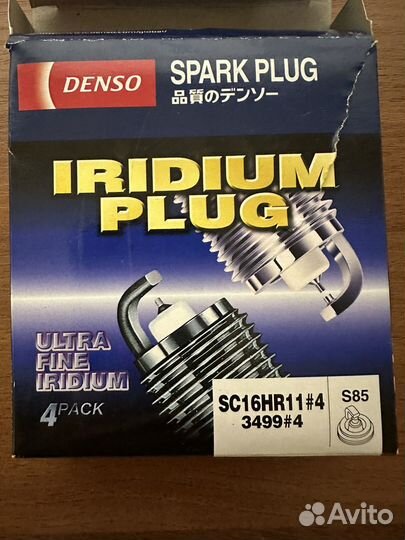 DENSO
SPARK PLUG
品質のデンソー
IRIDIUM
PLUG
ULTRA
FINE
IRIDIUM
4PACK
SC16HR11#4
3499#4
S85
Avito